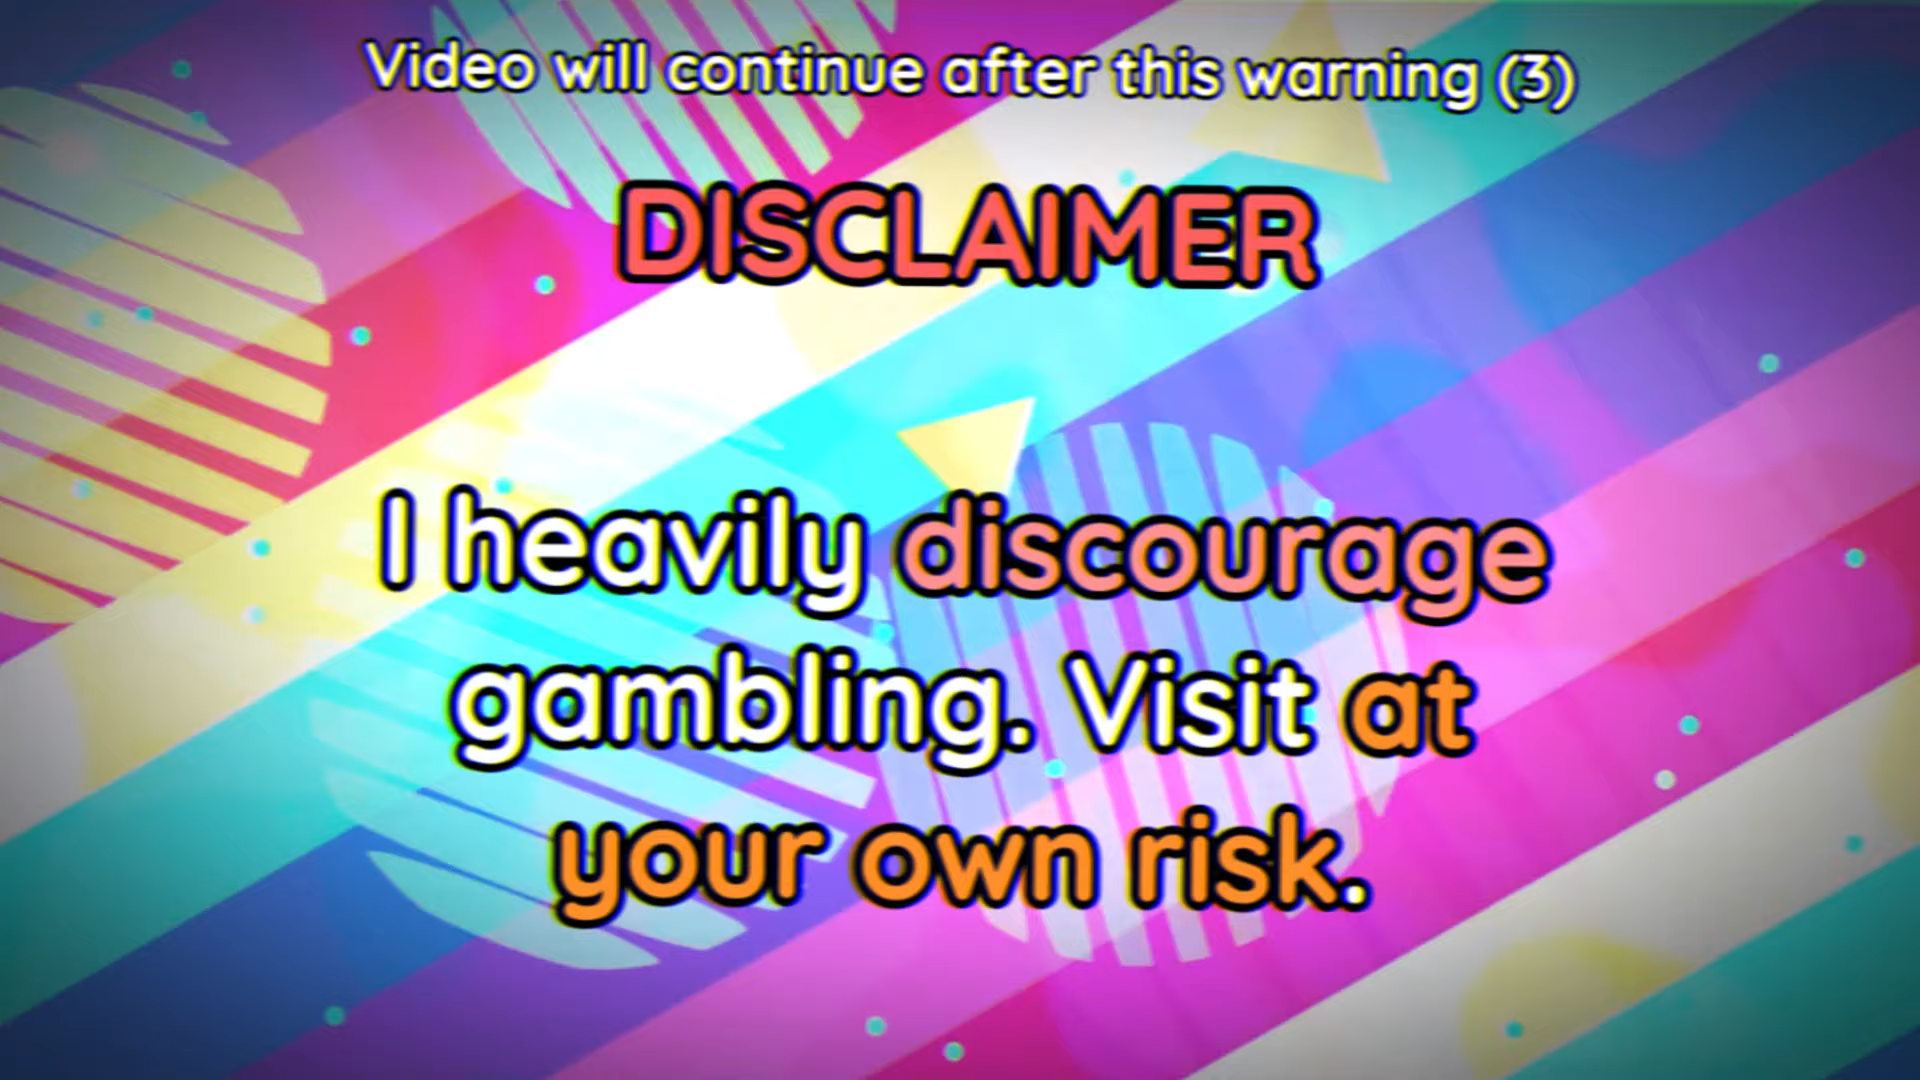 Video will continue after this warning (3)
DISCLAIMER
I heavily discourage
gambling. Visit at
your own risk.